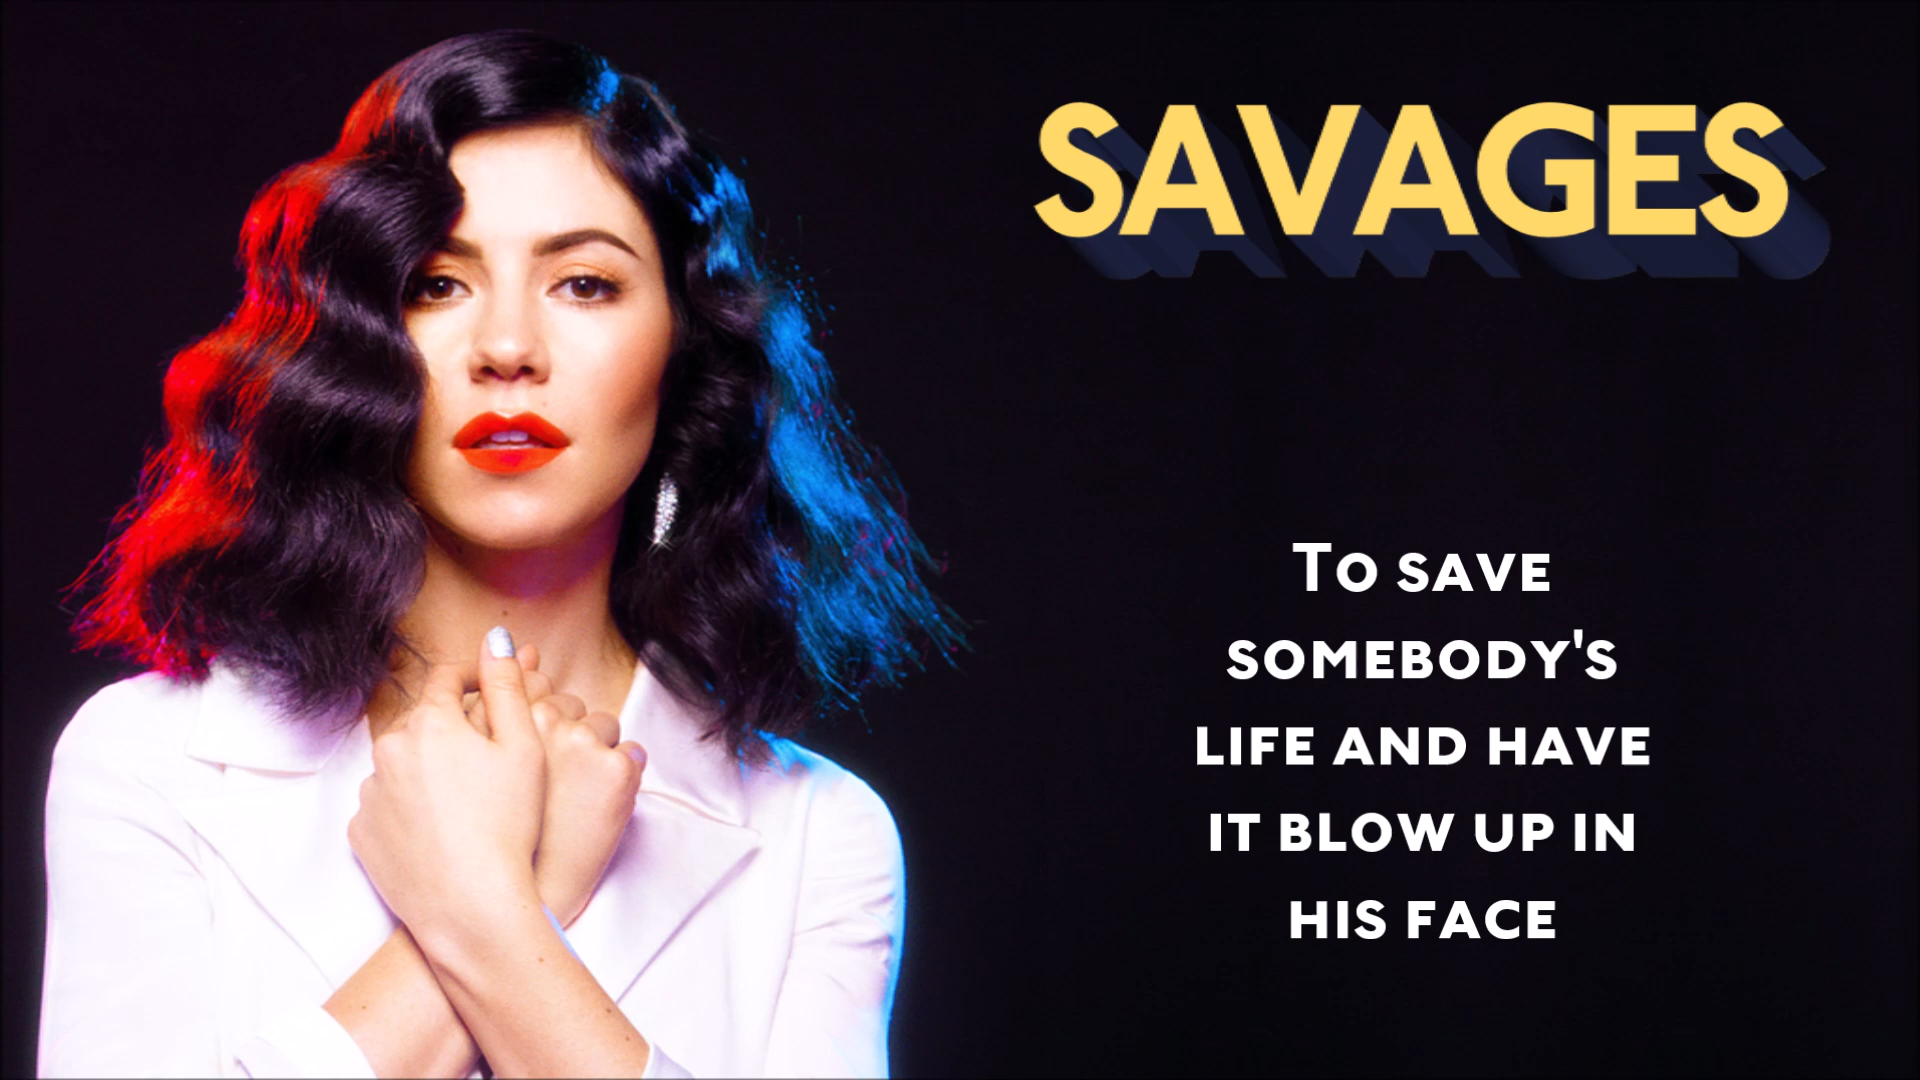 SAVAGES
To save
somebody's
life and have
it blow up in
his face